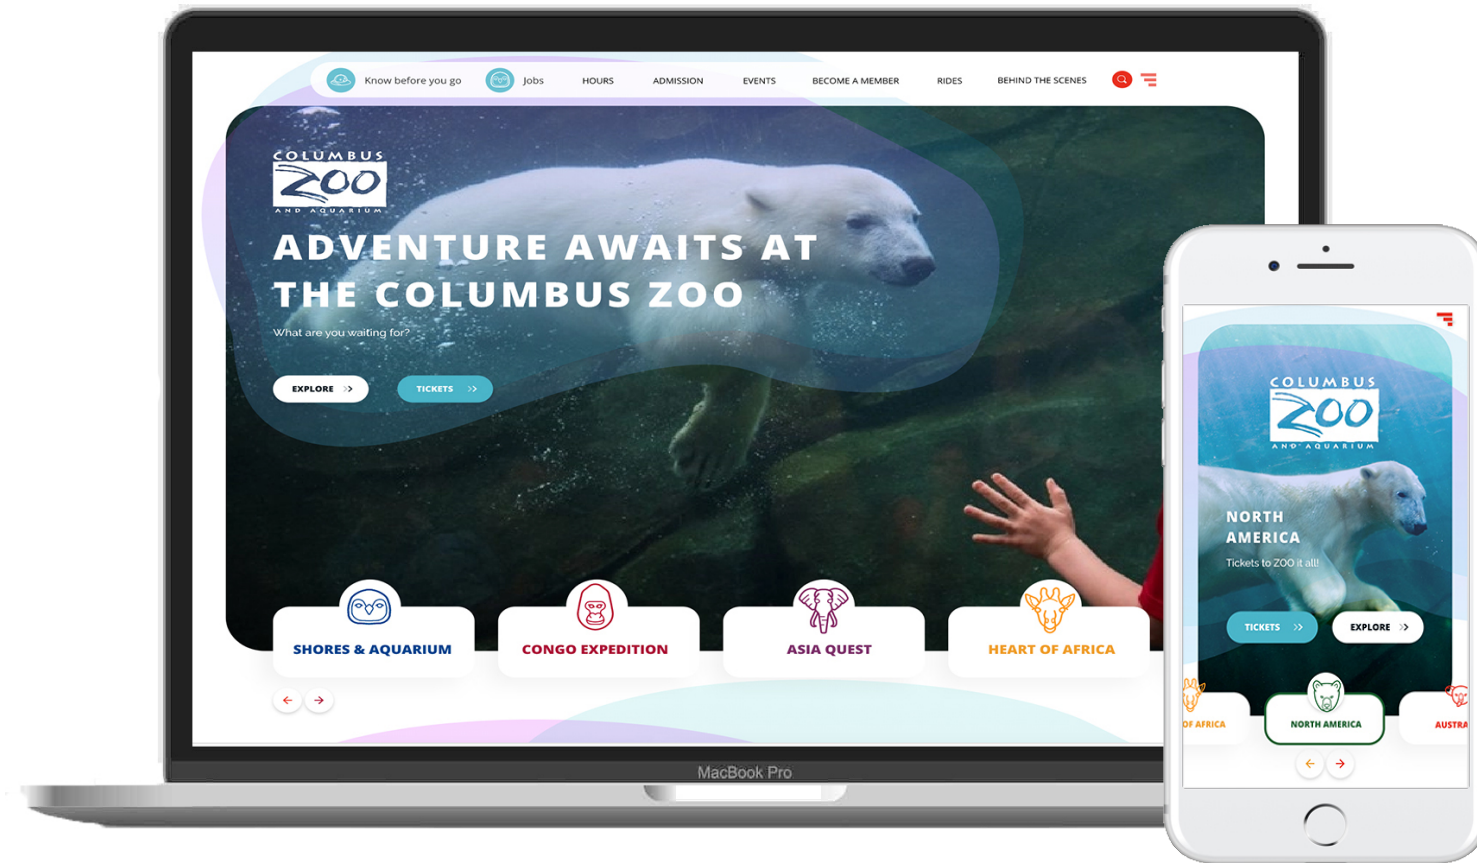 Know before you go
Jobs
HOURS
ADMISSION
EVENTS
BECOME A MEMBER
RIDES
BEHIND THE SCENES
COLUMBUS
ZOO
AND AQUARIUM
ADVENTURE AWAITS AT
THE COLUMBUS ZOO
What are you waiting for?
EXPLORE
TICKETS
SHORES & AQUARIUM
CONGO EXPEDITION
ASIA QUEST
HEART OF AFRICA
MacBook Pro
COLUMBUS
ZOO
AND AQUARIUM
NORTH
AMERICA
Tickets to ZOO it all!
TICKETS
EXPLORE
OF AFRICA
NORTH AMERICA
AUSTRA